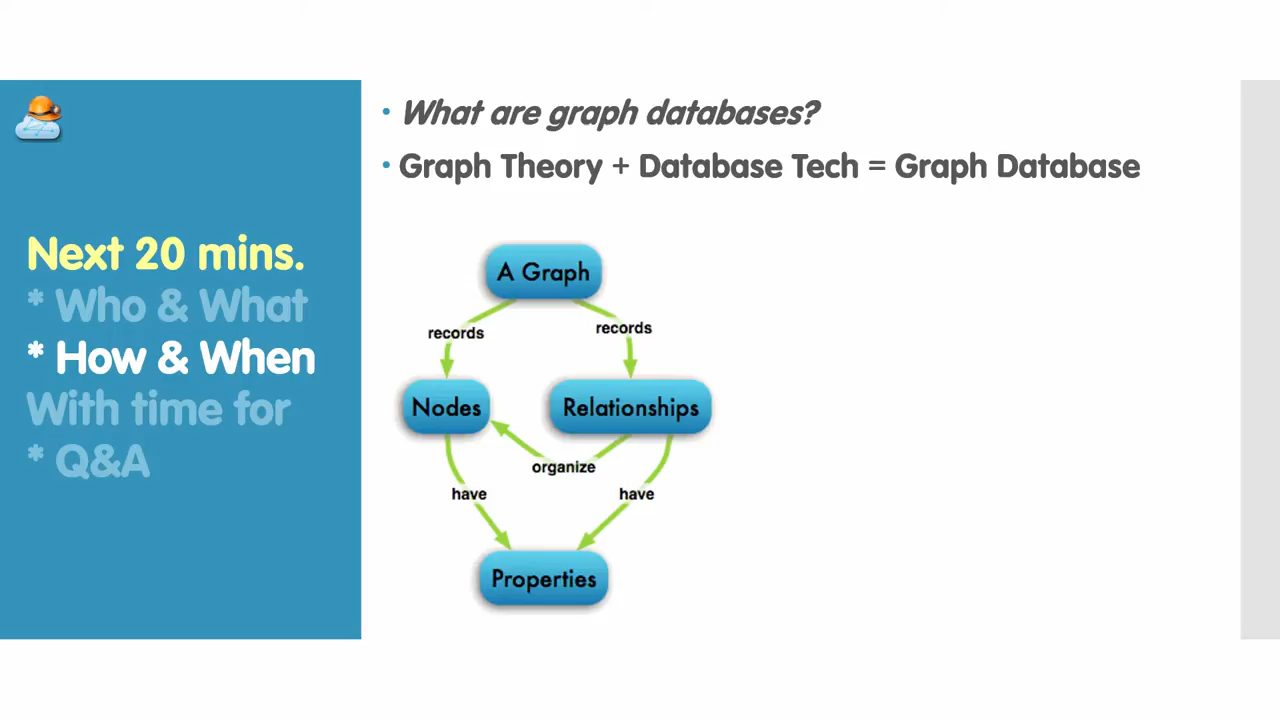 Next 20 mins.
* Who & What
* How & When
With time for
* Q&A
• What are graph databases?
• Graph Theory + Database Tech = Graph Database
A Graph
records
records
Nodes
Relationships
organize
have
have
Properties